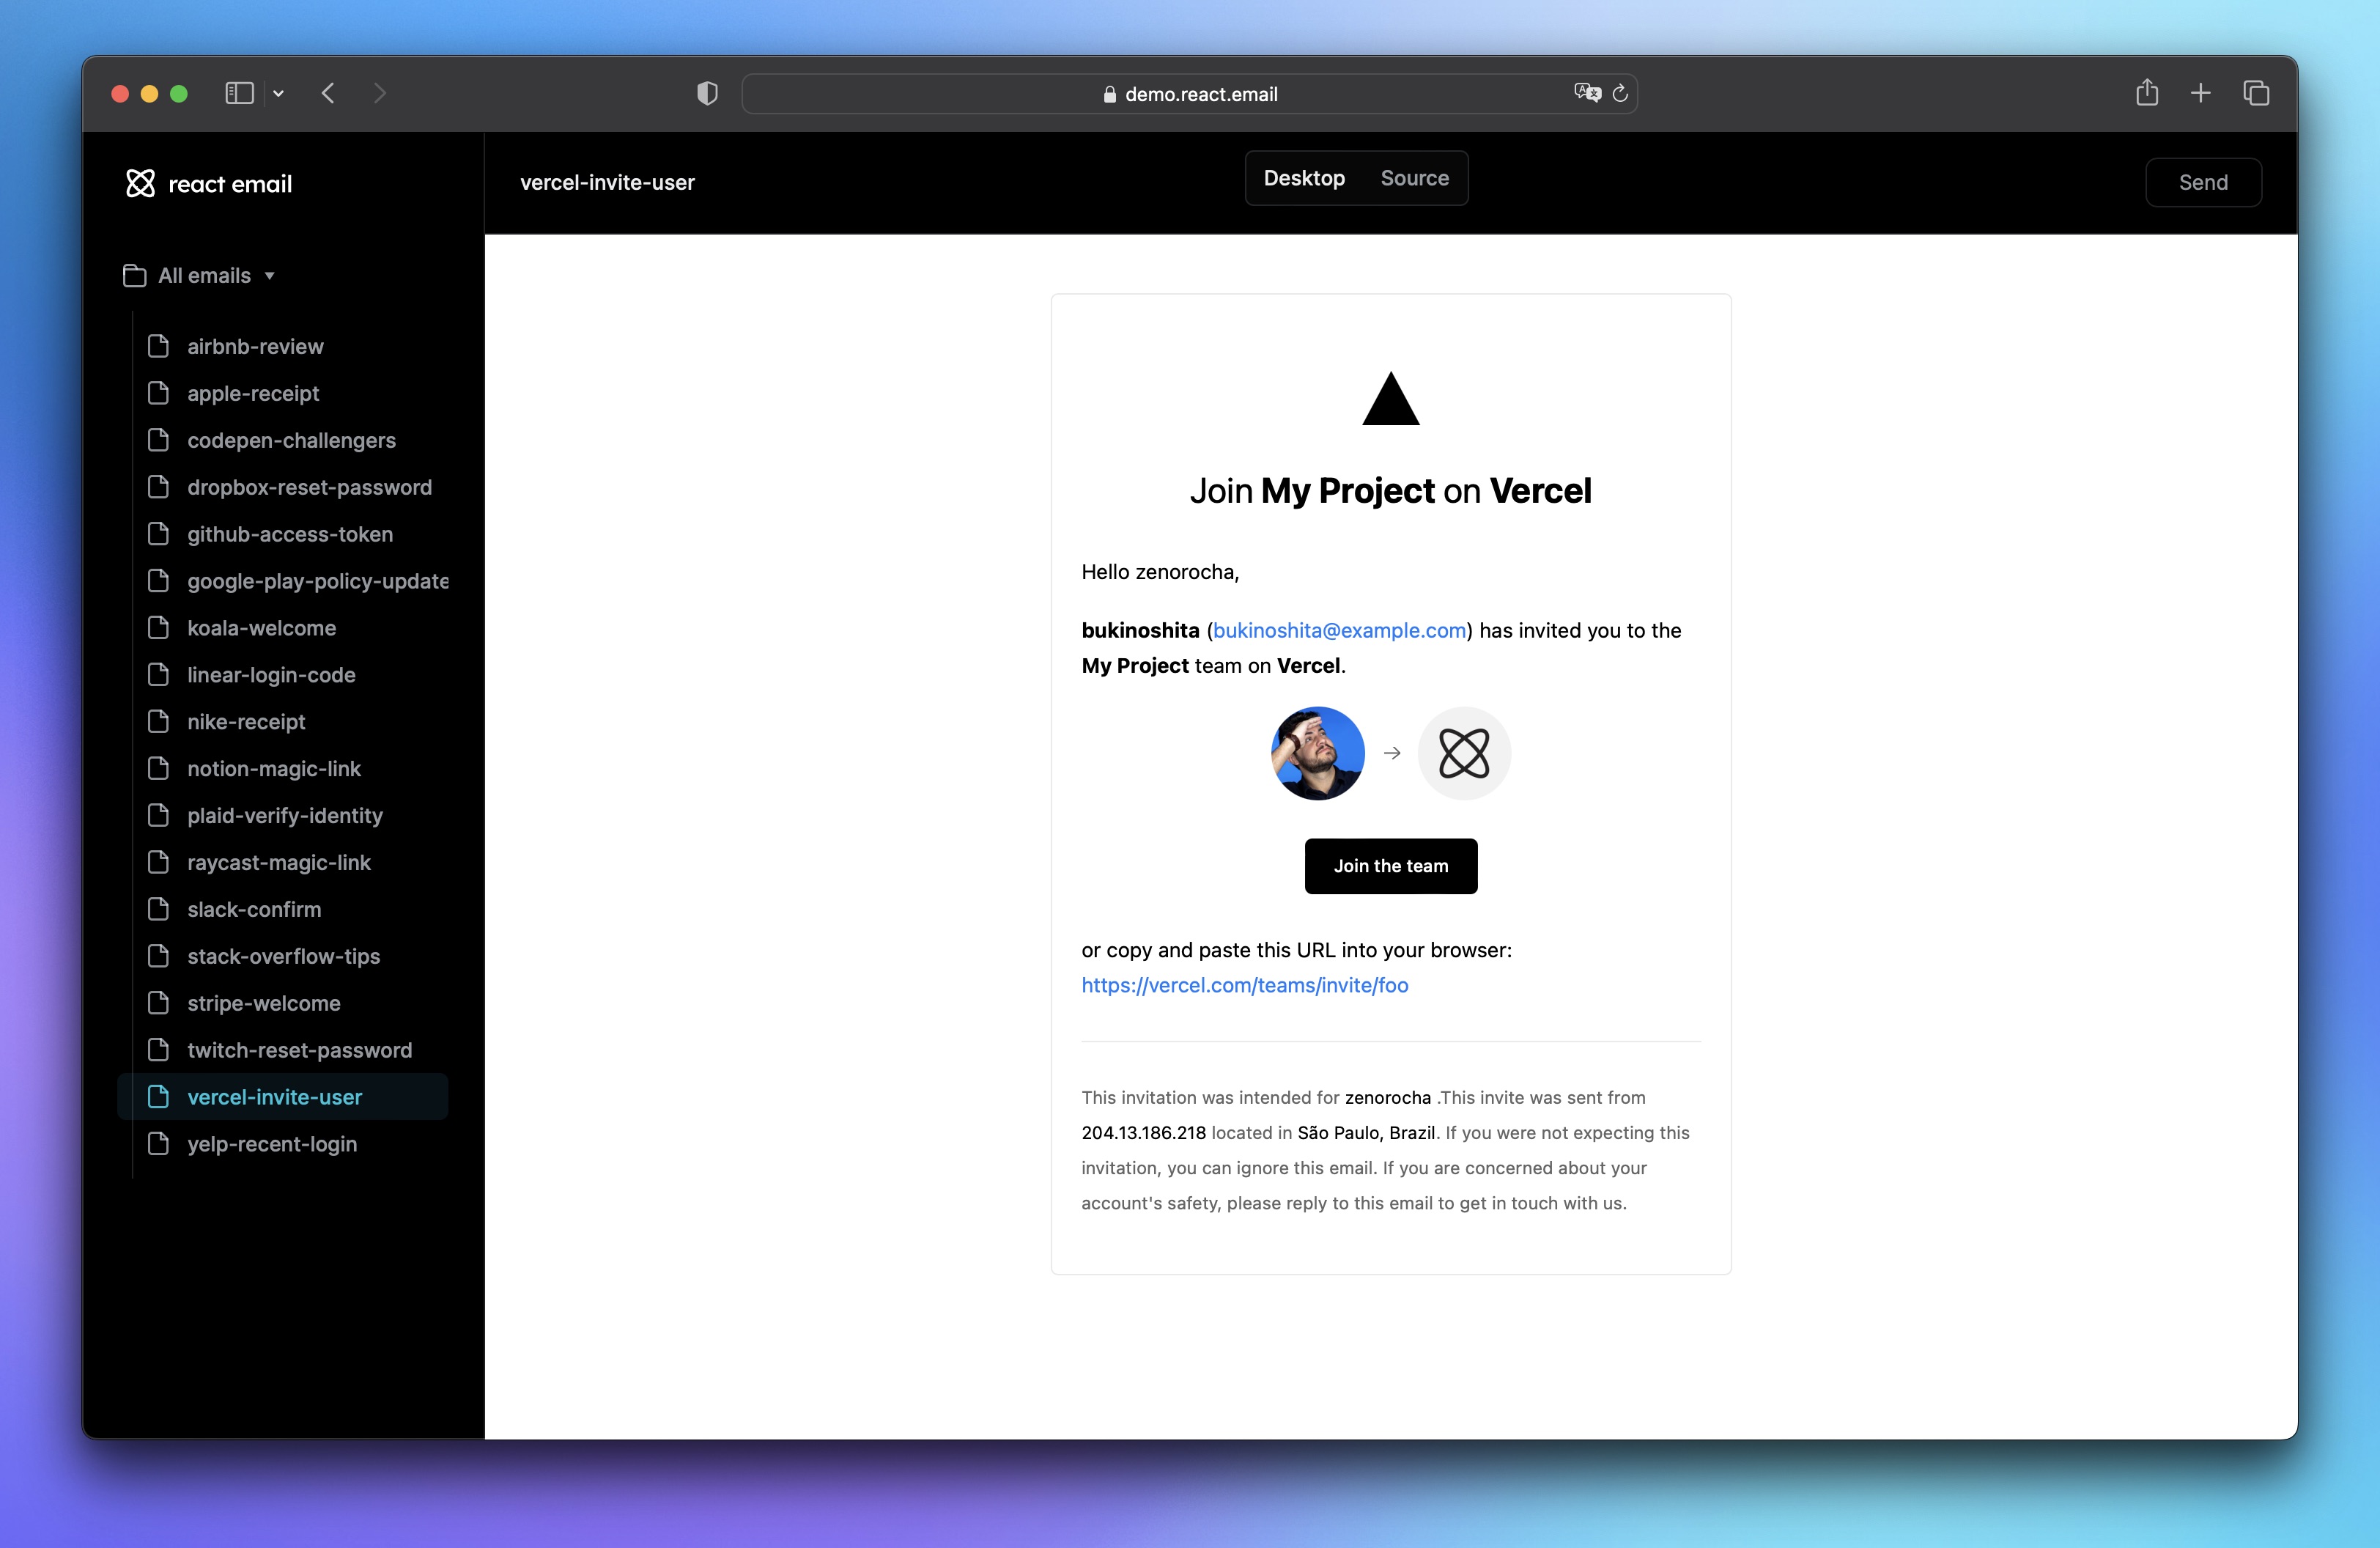 demo.react.email
react email
vercel-invite-user
Desktop
Source
Send
All emails
airbnb-review
apple-receipt
codepen-challengers
dropbox-reset-password
github-access-token
google-play-policy-update
koala-welcome
linear-login-code
nike-receipt
notion-magic-link
plaid-verify-identity
raycast-magic-link
slack-confirm
stack-overflow-tips
stripe-welcome
twitch-reset-password
vercel-invite-user
yelp-recent-login
Join My Project on Vercel
Hello zenorocha,
bukinoshita (bukinoshita@example.com) has invited you to the
My Project team on Vercel.
Join the team
or copy and paste this URL into your browser:
https://vercel.com/teams/invite/foo
This invitation was intended for zenorocha .This invite was sent from
204.13.186.218 located in São Paulo, Brazil. If you were not expecting this
invitation, you can ignore this email. If you are concerned about your
account's safety, please reply to this email to get in touch with us.